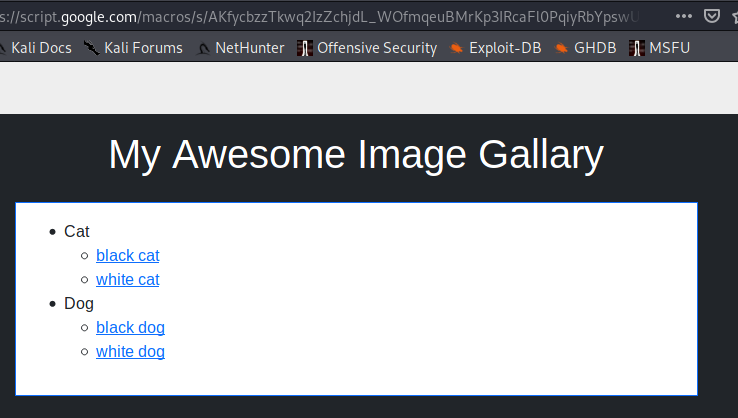 s://script.google.com/macros/s/AKfycbzzTkwq2IzZchjdL_WOfmqeuBMrKp3IRcaFl0PqiyRbYpswU
Kali Docs Kali Forums NetHunter Offensive Security Exploit-DB GHDB MSFU
My Awesome Image Gallary
Cat
black cat
white cat
Dog
black dog
white dog